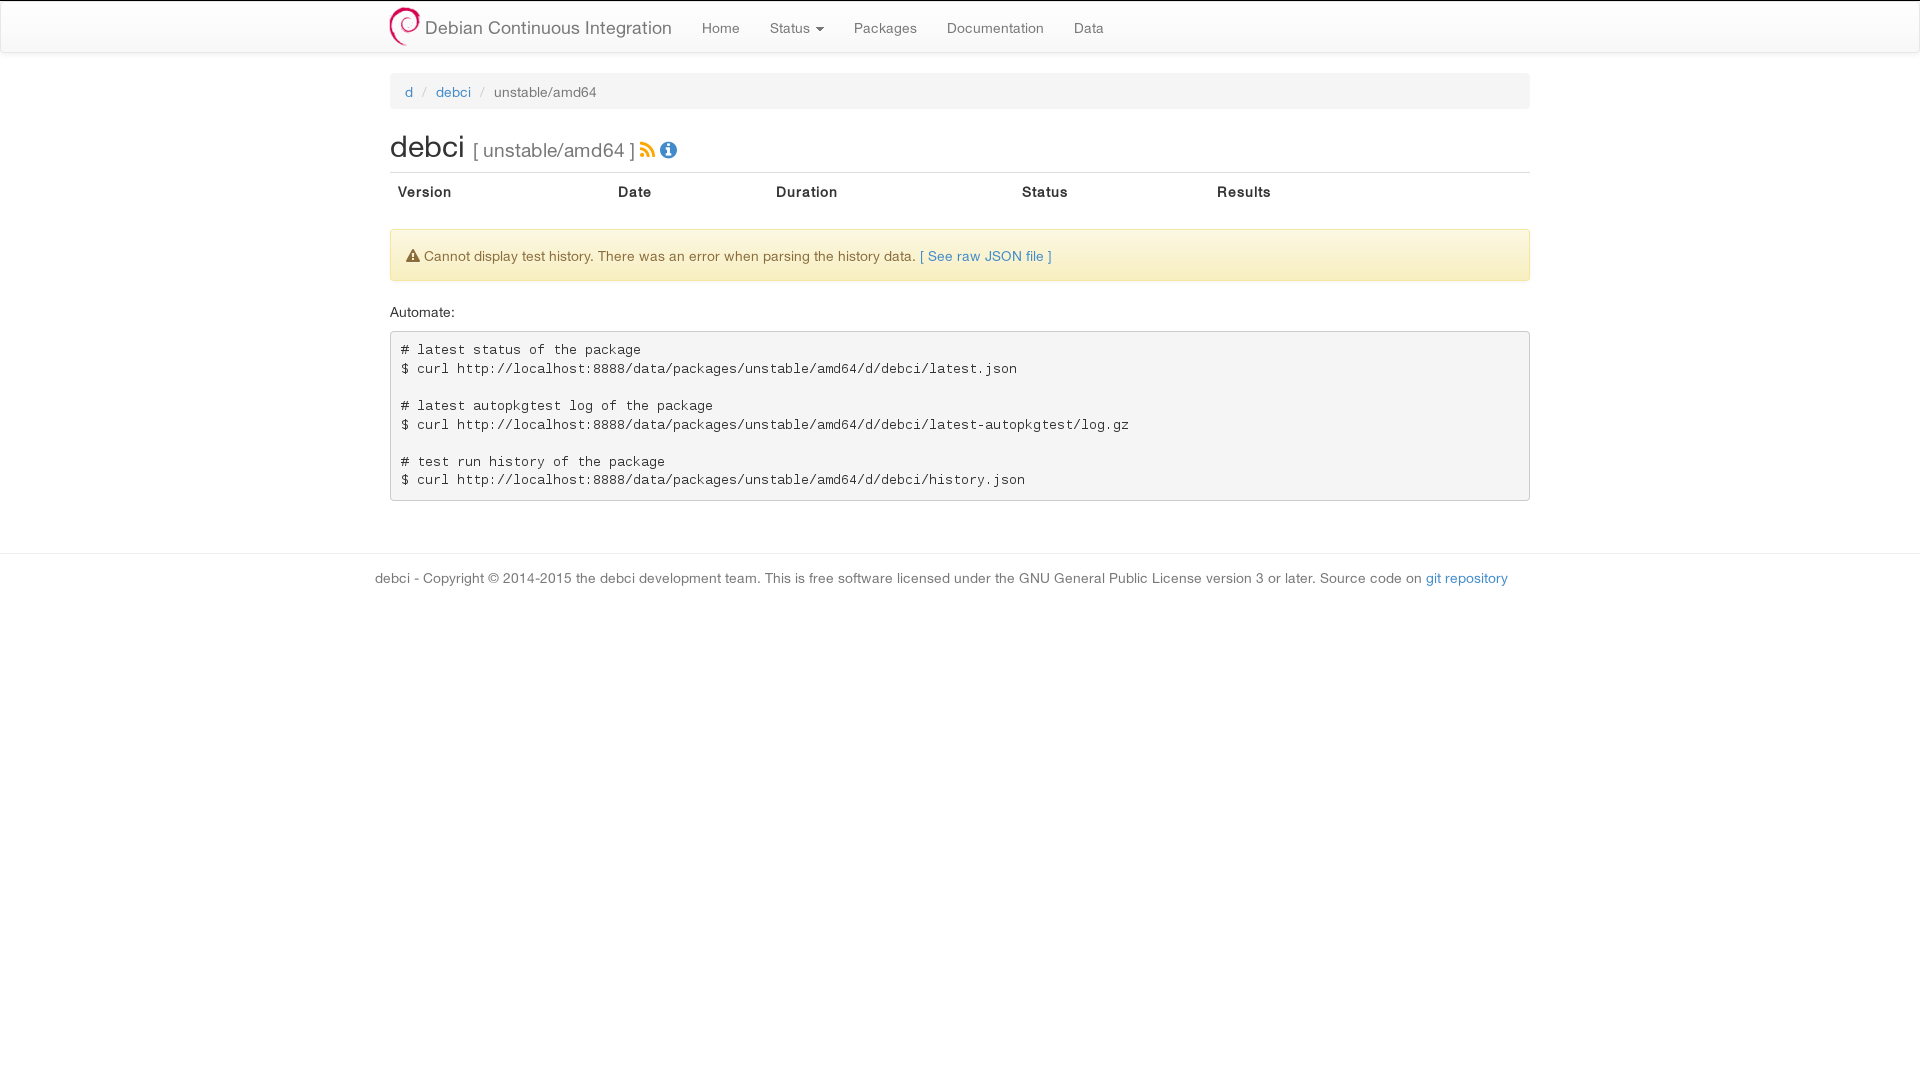 Debian Continuous Integration Home Status Packages Documentation Data
d / debci / unstable/amd64
debci [ unstable/amd64 ]
Version Date Duration Status Results
Cannot display test history. There was an error when parsing the history data. [ See raw JSON file ]
Automate:
# latest status of the package
$ curl http://localhost:8888/data/packages/unstable/amd64/d/debci/latest.json
# latest autopkgtest log of the package
$ curl http://localhost:8888/data/packages/unstable/amd64/d/debci/latest-autopkgtest/log.gz
# test run history of the package
$ curl http://localhost:8888/data/packages/unstable/amd64/d/debci/history.json
debci - Copyright © 2014-2015 the debci development team. This is free software licensed under the GNU General Public License version 3 or later. Source code on git repository